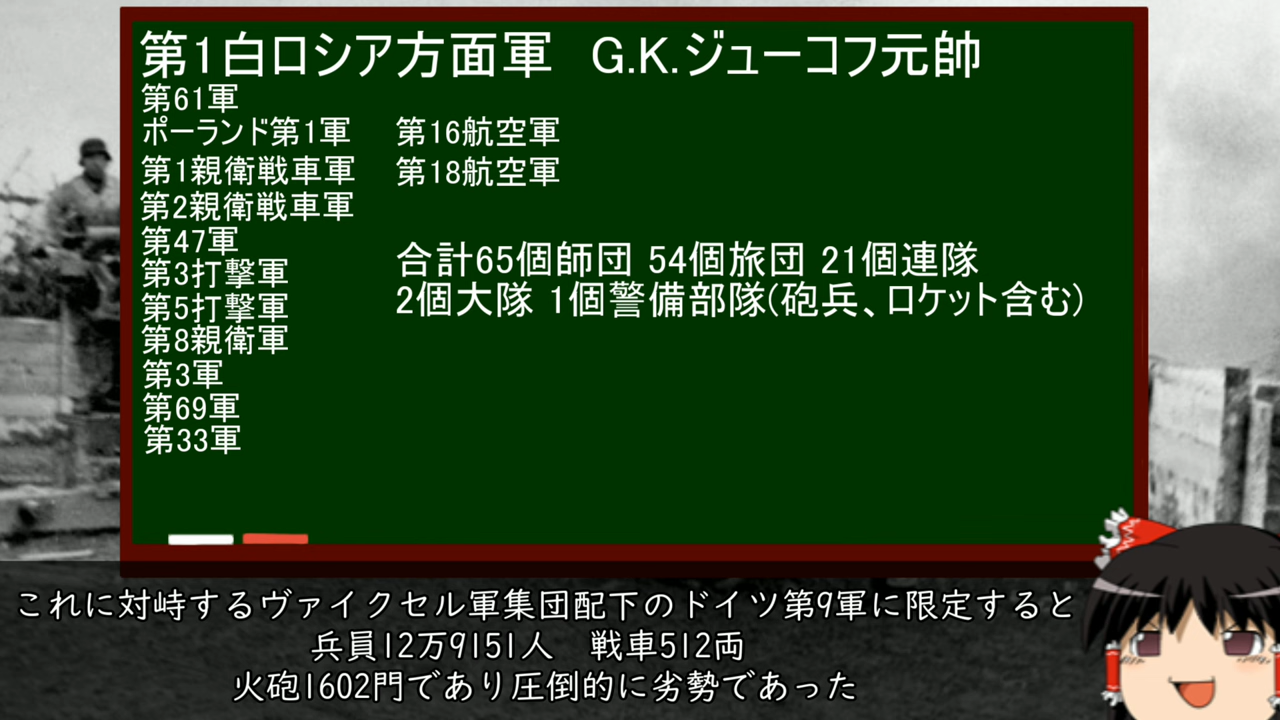 第1白ロシア方面軍　G.K.ジューコフ元帥
第61軍
ポーランド第1軍
第1親衛戦車軍
第2親衛戦車軍
第47軍
第3打撃軍
第5打撃軍
第8親衛軍
第3軍
第69軍
第33軍
第16航空軍
第18航空軍
合計65個師団 54個旅団 21個連隊
2個大隊 1個警備部隊(砲兵、ロケット含む)
これに対峙するヴァイクセル軍集団配下のドイツ第9軍に限定すると
兵員12万9151人　戦車512両
火砲1602門であり圧倒的に劣勢であった